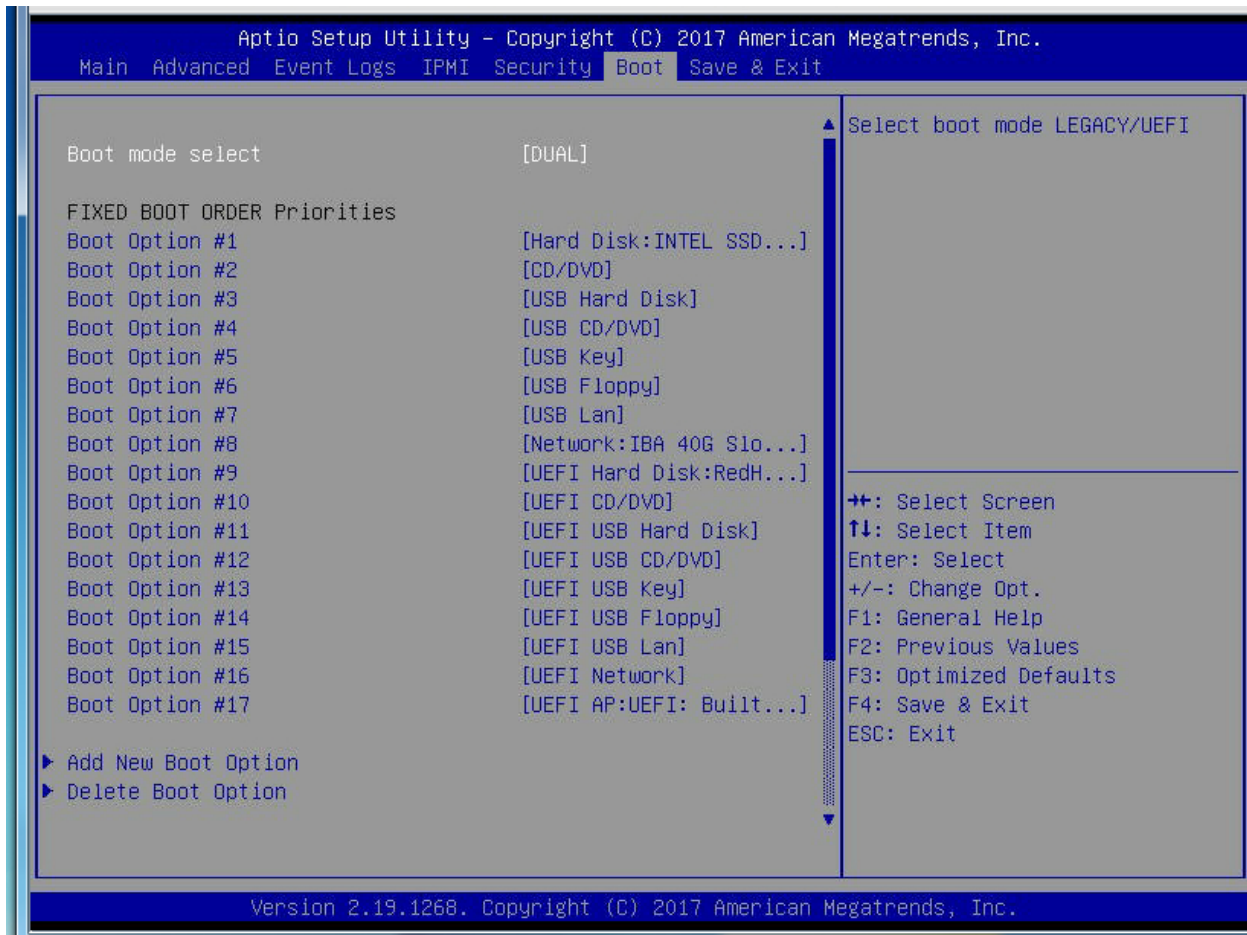 Aptio Setup Utility – Copyright (C) 2017 American Megatrends, Inc.
Main Advanced Event Logs IPMI Security Boot Save & Exit
Boot mode select [DUAL]
FIXED BOOT ORDER Priorities
Boot Option #1 [Hard Disk:INTEL SSD...]
Boot Option #2 [CD/DVD]
Boot Option #3 [USB Hard Disk]
Boot Option #4 [USB CD/DVD]
Boot Option #5 [USB Key]
Boot Option #6 [USB Floppy]
Boot Option #7 [USB Lan]
Boot Option #8 [Network:IBA 40G Slo...]
Boot Option #9 [UEFI Hard Disk:RedH...]
Boot Option #10 [UEFI CD/DVD]
Boot Option #11 [UEFI USB Hard Disk]
Boot Option #12 [UEFI USB CD/DVD]
Boot Option #13 [UEFI USB Key]
Boot Option #14 [UEFI USB Floppy]
Boot Option #15 [UEFI USB Lan]
Boot Option #16 [UEFI Network]
Boot Option #17 [UEFI AP:UEFI: Built...]
Add New Boot Option
Delete Boot Option
Select boot mode LEGACY/UEFI
→←: Select Screen
↑↓: Select Item
Enter: Select
+/-: Change Opt.
F1: General Help
F2: Previous Values
F3: Optimized Defaults
F4: Save & Exit
ESC: Exit
Version 2.19.1268. Copyright (C) 2017 American Megatrends, Inc.